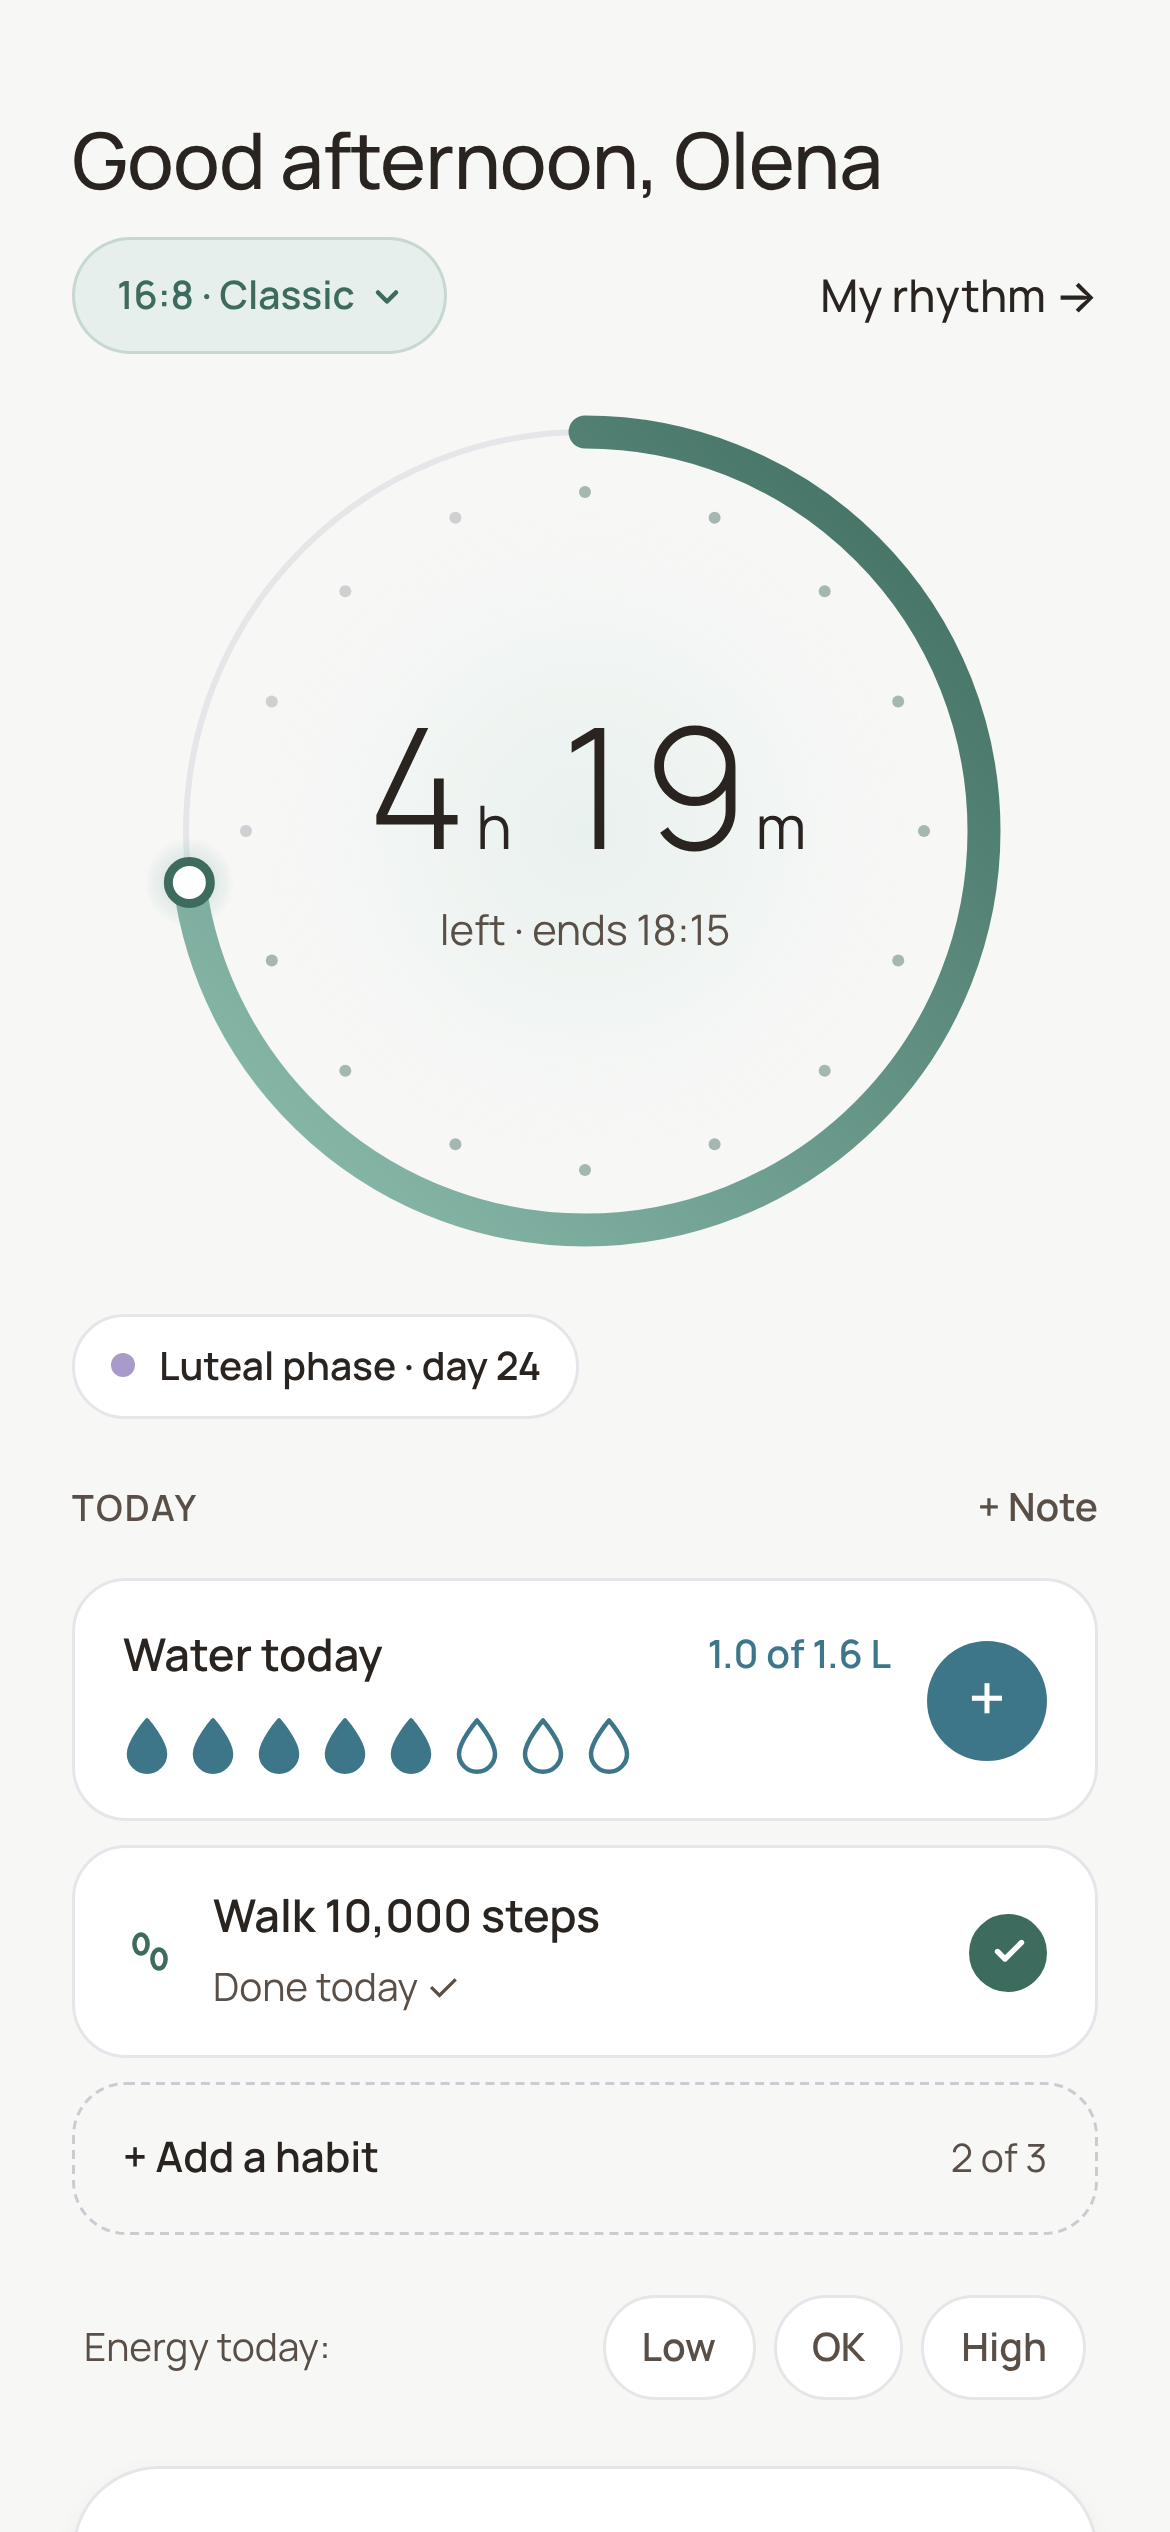 Good afternoon, Olena
16:8 · Classic
My rhythm →
4h 19m
left · ends 18:15
Luteal phase · day 24
TODAY
+ Note
Water today
1.0 of 1.6 L
+
Walk 10,000 steps
Done today ✓
+ Add a habit
2 of 3
Energy today:
Low
OK
High